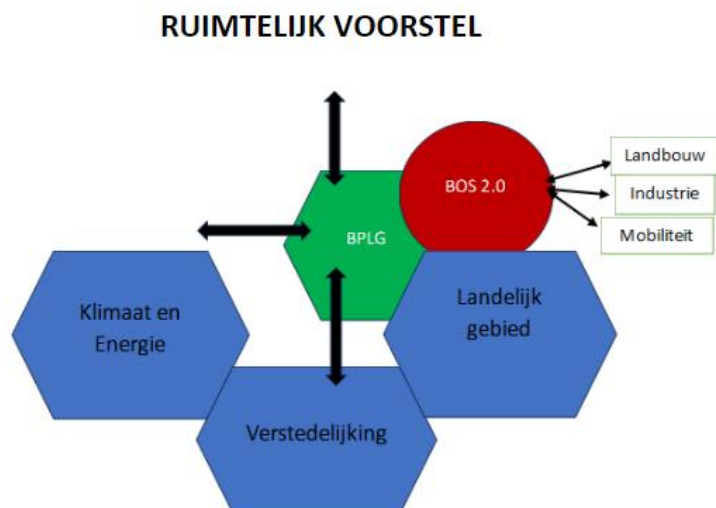 RUIMTELIJK VOORSTEL
BOS 2.0
Landbouw
Industrie
Mobiliteit
BPLG
Klimaat en
Energie
Landelijk
gebied
Verstedelijking